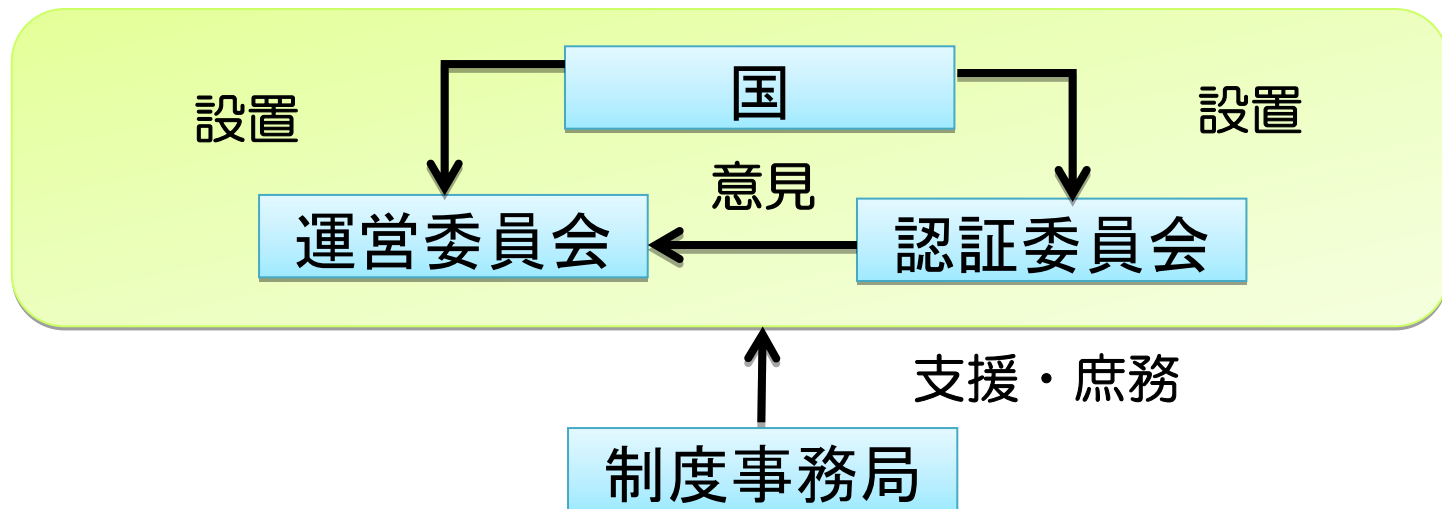 国
設置
設置
意見
運営委員会
認証委員会
支援・庶務
制度事務局